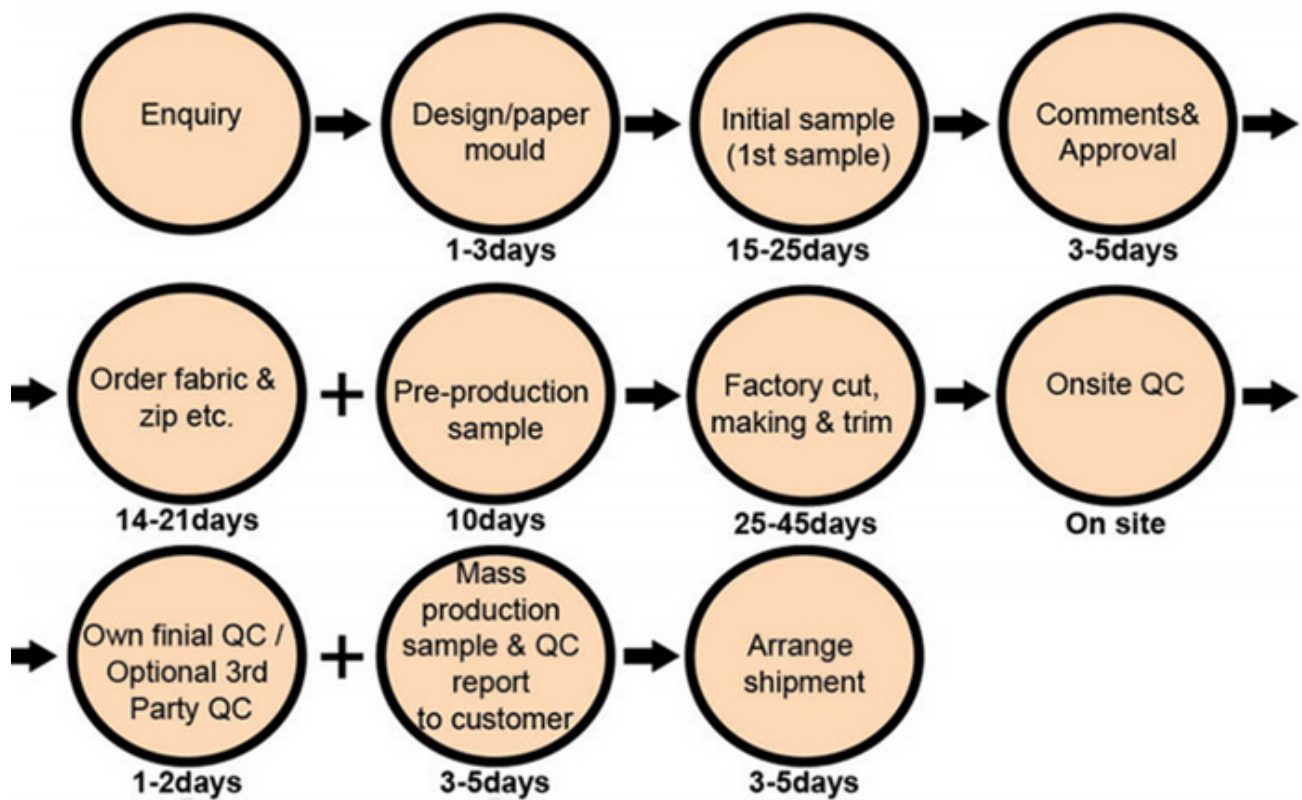 Enquiry
Design/paper
mould
1-3days
Initial sample
(1st sample)
15-25days
Comments&
Approval
3-5days
Order fabric &
zip etc.
14-21days
+
Pre-production
sample
10days
Factory cut,
making & trim
25-45days
Onsite QC
On site
Own finial QC /
Optional 3rd
Party QC
1-2days
+
Mass
production
sample & QC
report
to customer
3-5days
Arrange
shipment
3-5days